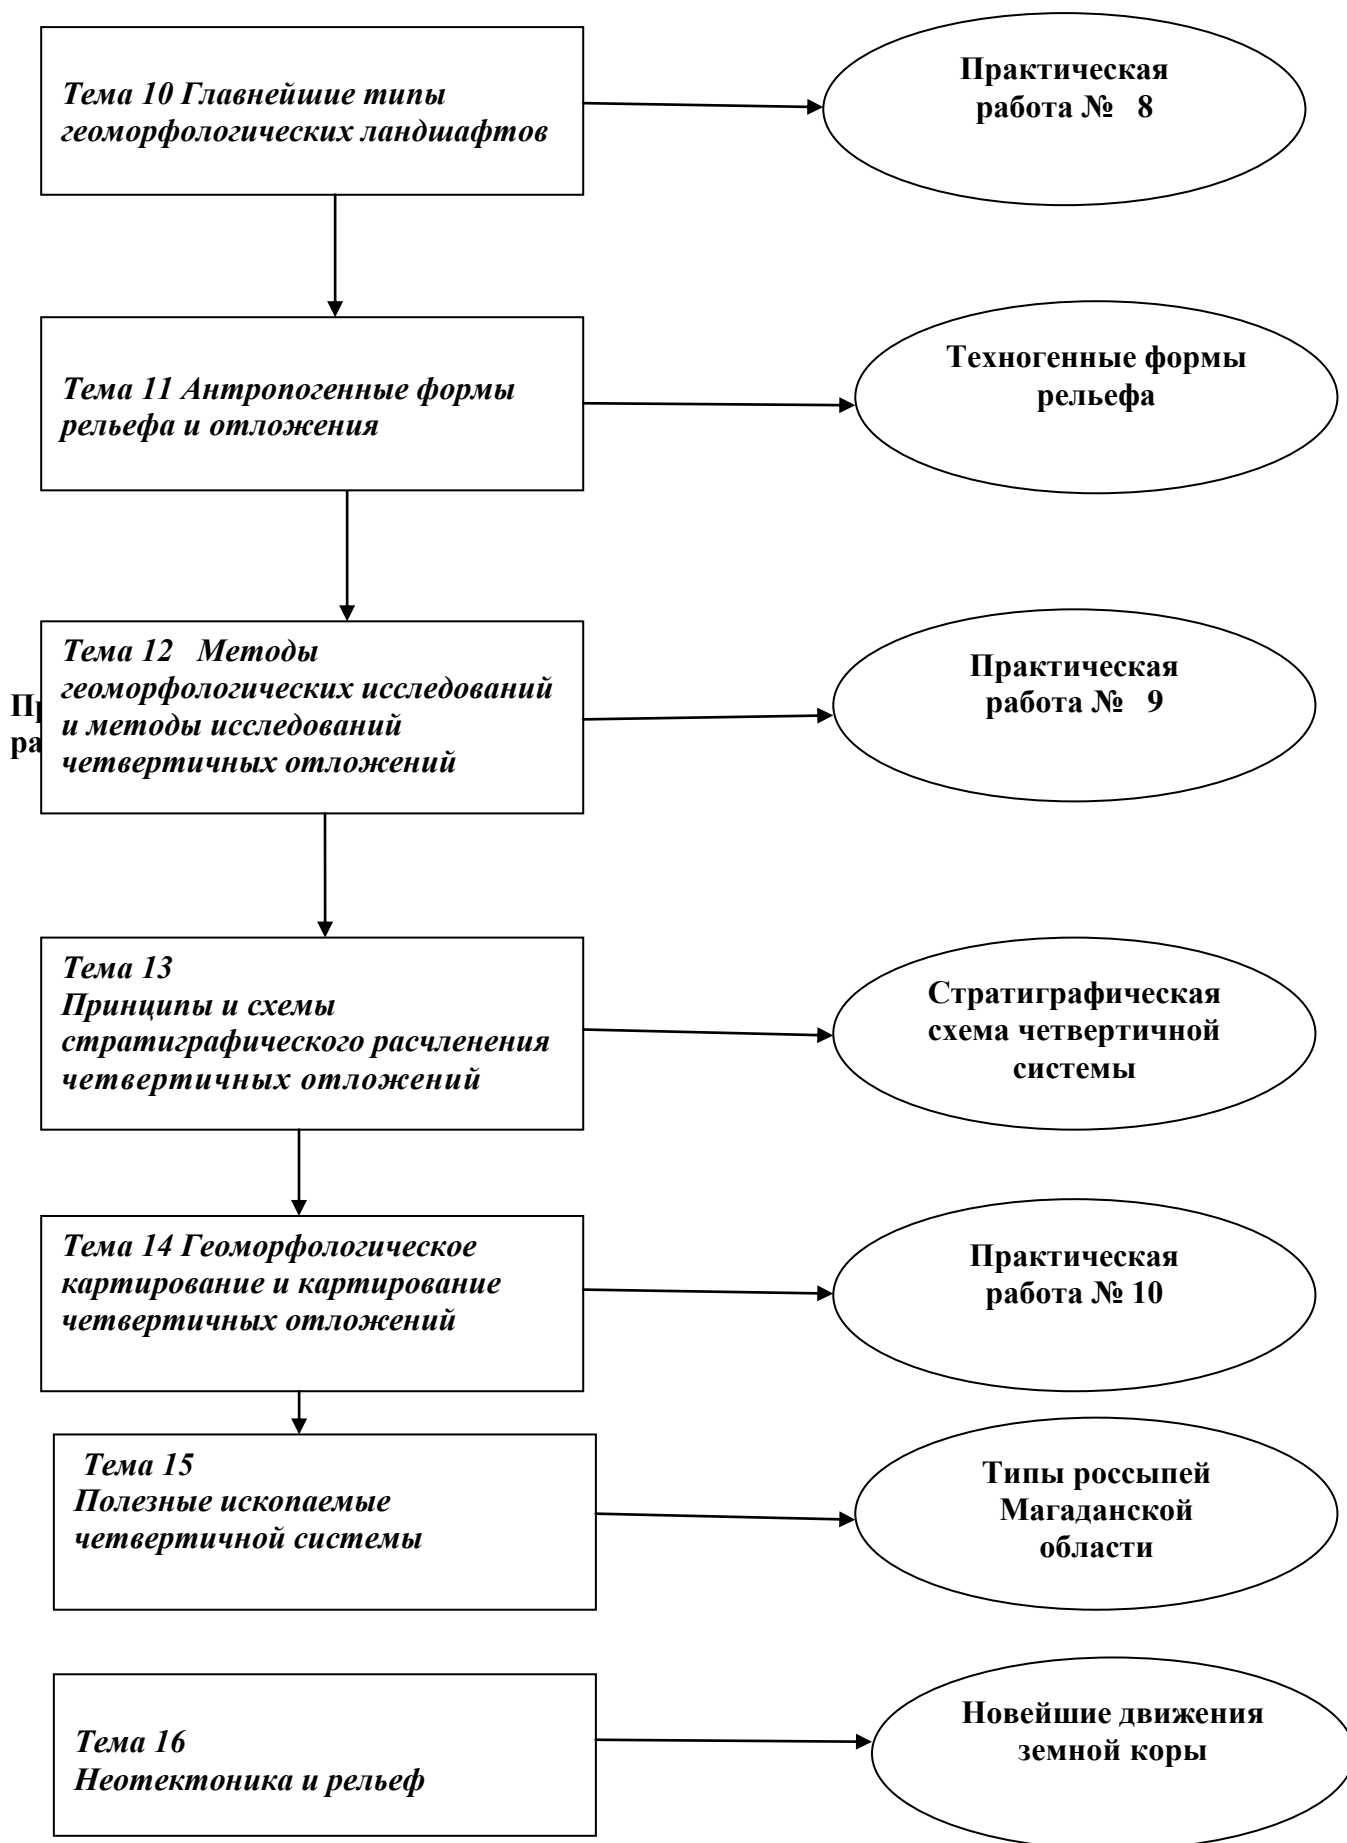 Тема 10 Главнейшие типы
геоморфологических ландшафтов
Практическая
работа № 8
Тема 11 Антропогенные формы
рельефа и отложения
Техногенные формы
рельефа
Тема 12 Методы
геоморфологических исследований
и методы исследований
четвертичных отложений
Практическая
работа № 9
Тема 13
Принципы и схемы
стратиграфического расчленения
четвертичных отложений
Стратиграфическая
схема четвертичной
системы
Тема 14 Геоморфологическое
картирование и картирование
четвертичных отложений
Практическая
работа № 10
Тема 15
Полезные ископаемые
четвертичной системы
Типы россыпей
Магаданской
области
Тема 16
Неотектоника и рельеф
Новейшие движения
земной коры